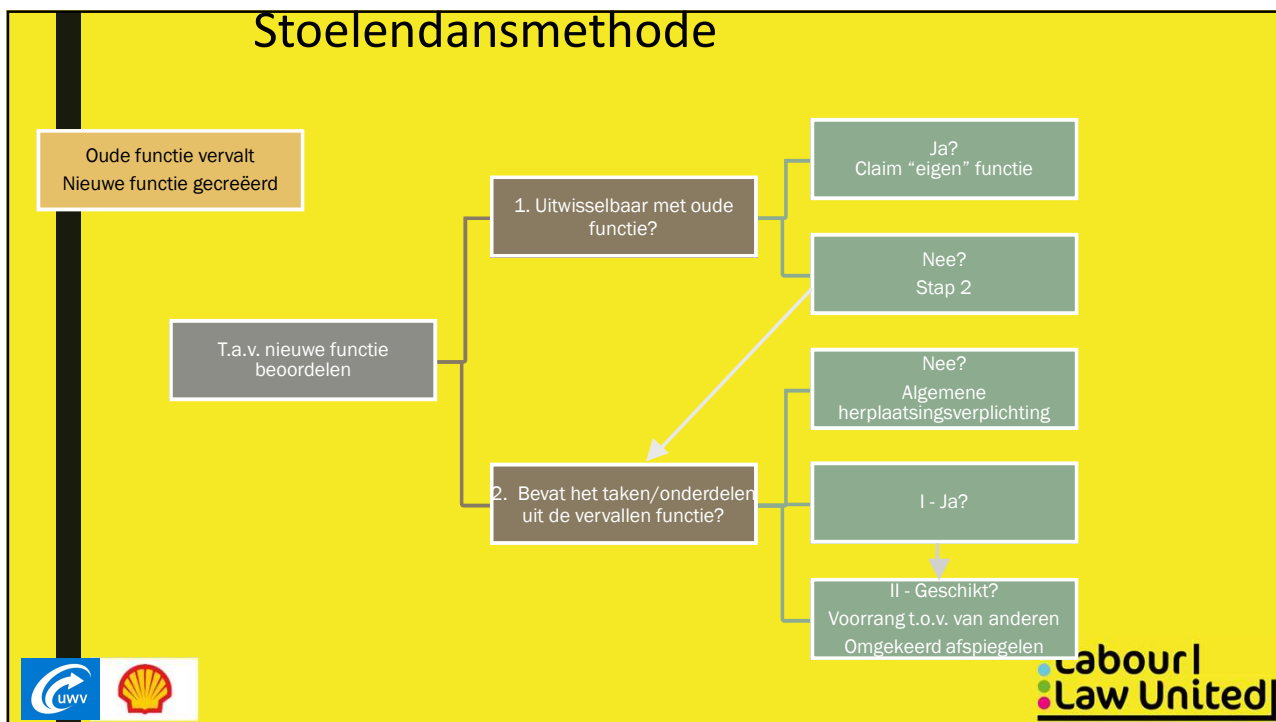 Stoelendansmethode
Oude functie vervalt
Nieuwe functie gecreëerd
T.a.v. nieuwe functie
beoordelen
1. Uitwisselbaar met oude
functie?
Ja?
Claim “eigen” functie
Nee?
Stap 2
2. Bevat het taken/onderdelen
uit de vervallen functie?
Nee?
Algemene
herplaatsingsverplichting
I - Ja?
II - Geschikt?
Voorrang t.o.v. van anderen
Omgekeerd afspiegelen
UWV
Labour
Law United